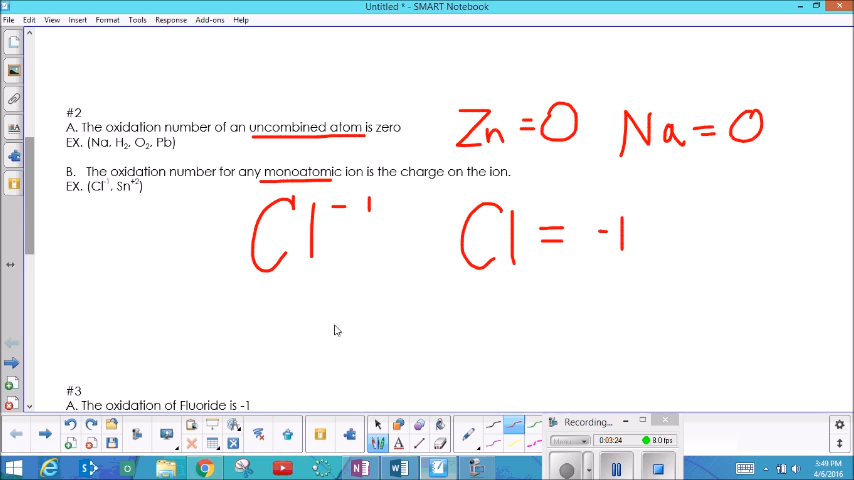 Untitled * - SMART Notebook
File Edit View Insert Format Tools Response Add-ons Help
#2
A. The oxidation number of an uncombined atom is zero
EX. (Na, H₂, O₂, Pb)
Zn = 0 Na = 0
B. The oxidation number for any monoatomic ion is the charge on the ion.
EX. (Cl⁻¹, Sn⁺²)
Cl⁻¹ Cl = -1
#3
A. The oxidation of Fluoride is -1
Recording...
Menu
0:03:24
8.0 fps
3:49 PM
4/6/2016